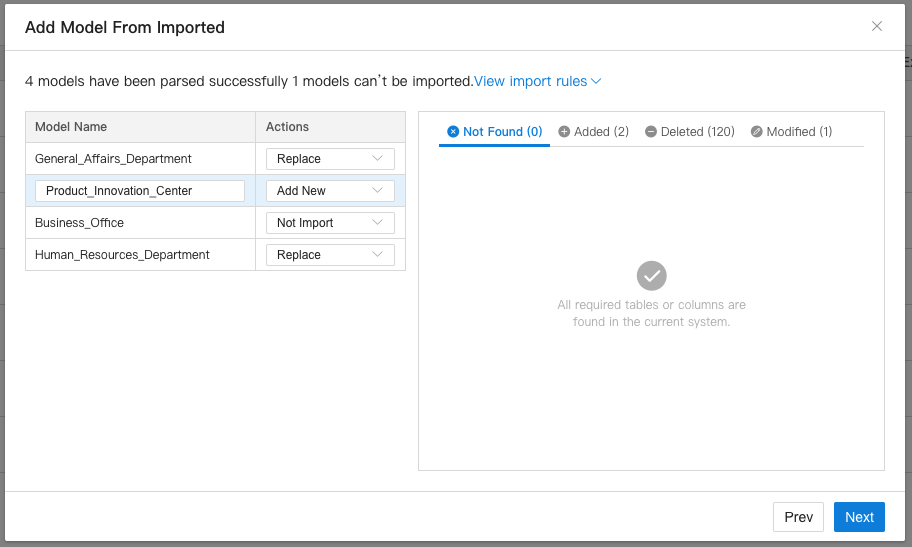 Add Model From Imported
4 models have been parsed successfully 1 models can't be imported.View import rules
Model Name Actions
General_Affairs_Department Replace
Product_Innovation_Center Add New
Business_Office Not Import
Human_Resources_Department Replace
Not Found (0) Added (2) Deleted (120) Modified (1)
All required tables or columns are
found in the current system.
Prev Next